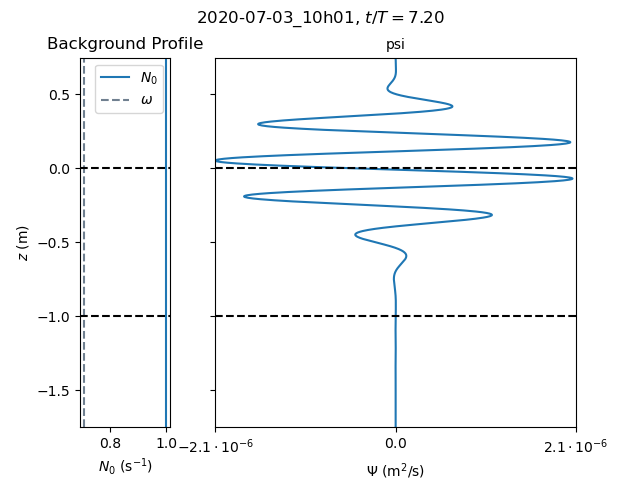 2020-07-03_10h01, t/T = 7.20
Background Profile
psi
N₀
ω
0.5
0.0
−0.5
−1.0
−1.5
z (m)
0.8
1.0
−2.1 · 10⁻⁶
0.0
2.1 · 10⁻⁶
N₀ (s⁻¹)
Ψ (m²/s)